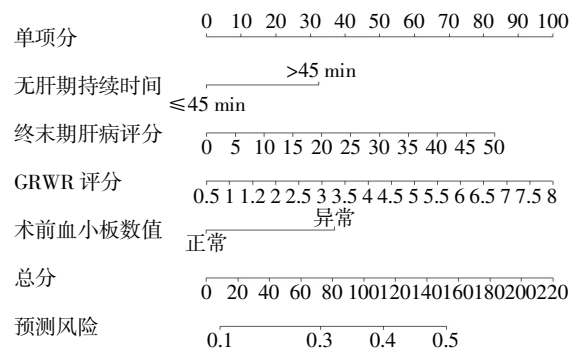 单项分 0 10 20 30 40 50 60 70 80 90 100
无肝期持续时间 >45 min
≤45 min
终末期肝病评分 0 5 10 15 20 25 30 35 40 45 50
GRWR 评分 0.5 1 1.2 2 2.5 3 3.5 4 4.5 5 5.5 6 6.5 7 7.5 8
术前血小板数值 异常
正常
总分 0 20 40 60 80 100 120 140 160 180 200 220
预测风险 0.1 0.3 0.4 0.5